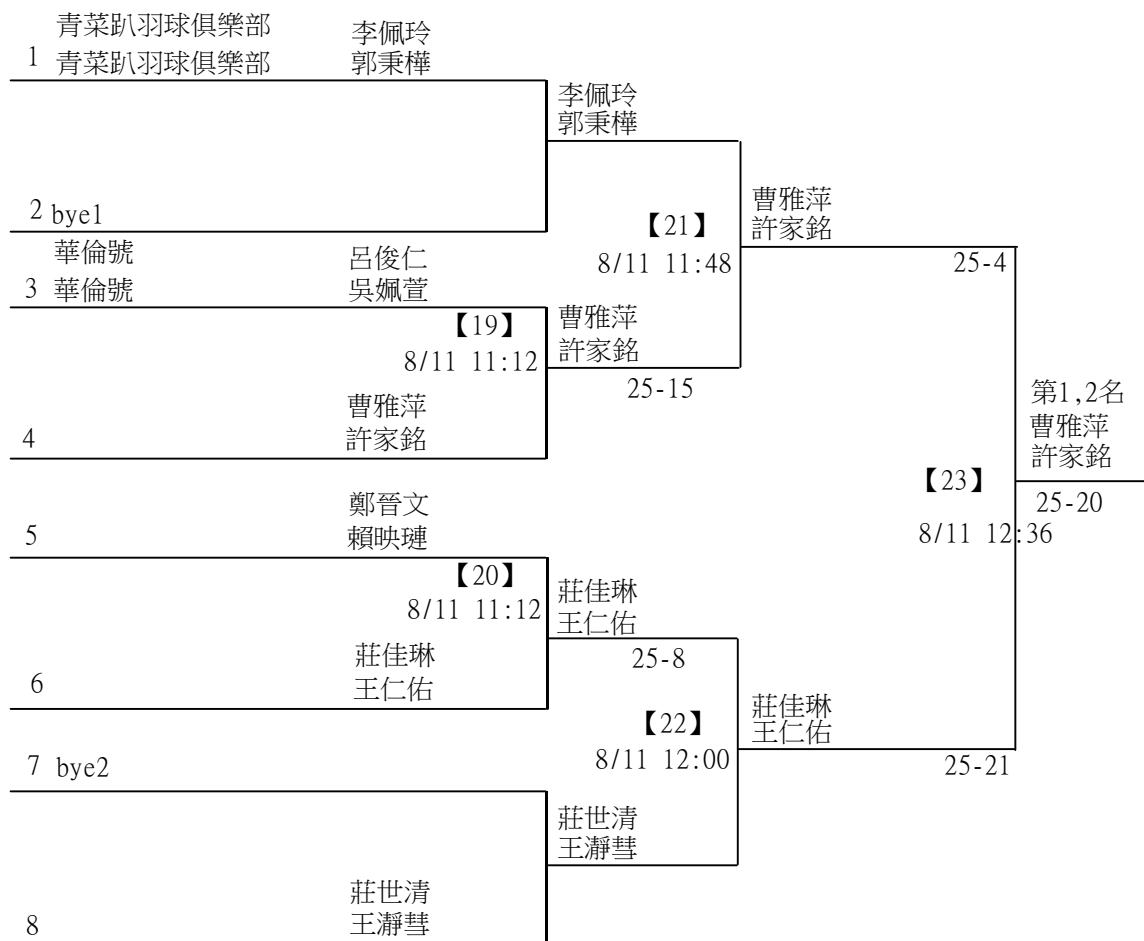 青菜趴羽球俱樂部 李佩玲
1 青菜趴羽球俱樂部 郭秉樺
李佩玲
郭秉樺
2 bye1
曹雅萍
許家銘
【21】
8/11 11:48
25-4
華倫號 呂俊仁
3 華倫號 吳姵萱
【19】
8/11 11:12
曹雅萍
許家銘
25-15
曹雅萍
4 許家銘
第1,2名
曹雅萍
許家銘
【23】
25-20
8/11 12:36
鄭晉文
5 賴映璉
【20】
8/11 11:12
莊佳琳
王仁佑
25-8
莊佳琳
6 王仁佑
【22】
8/11 12:00
莊佳琳
王仁佑
25-21
7 bye2
莊世清
王瀞彗
莊世清
8 王瀞彗